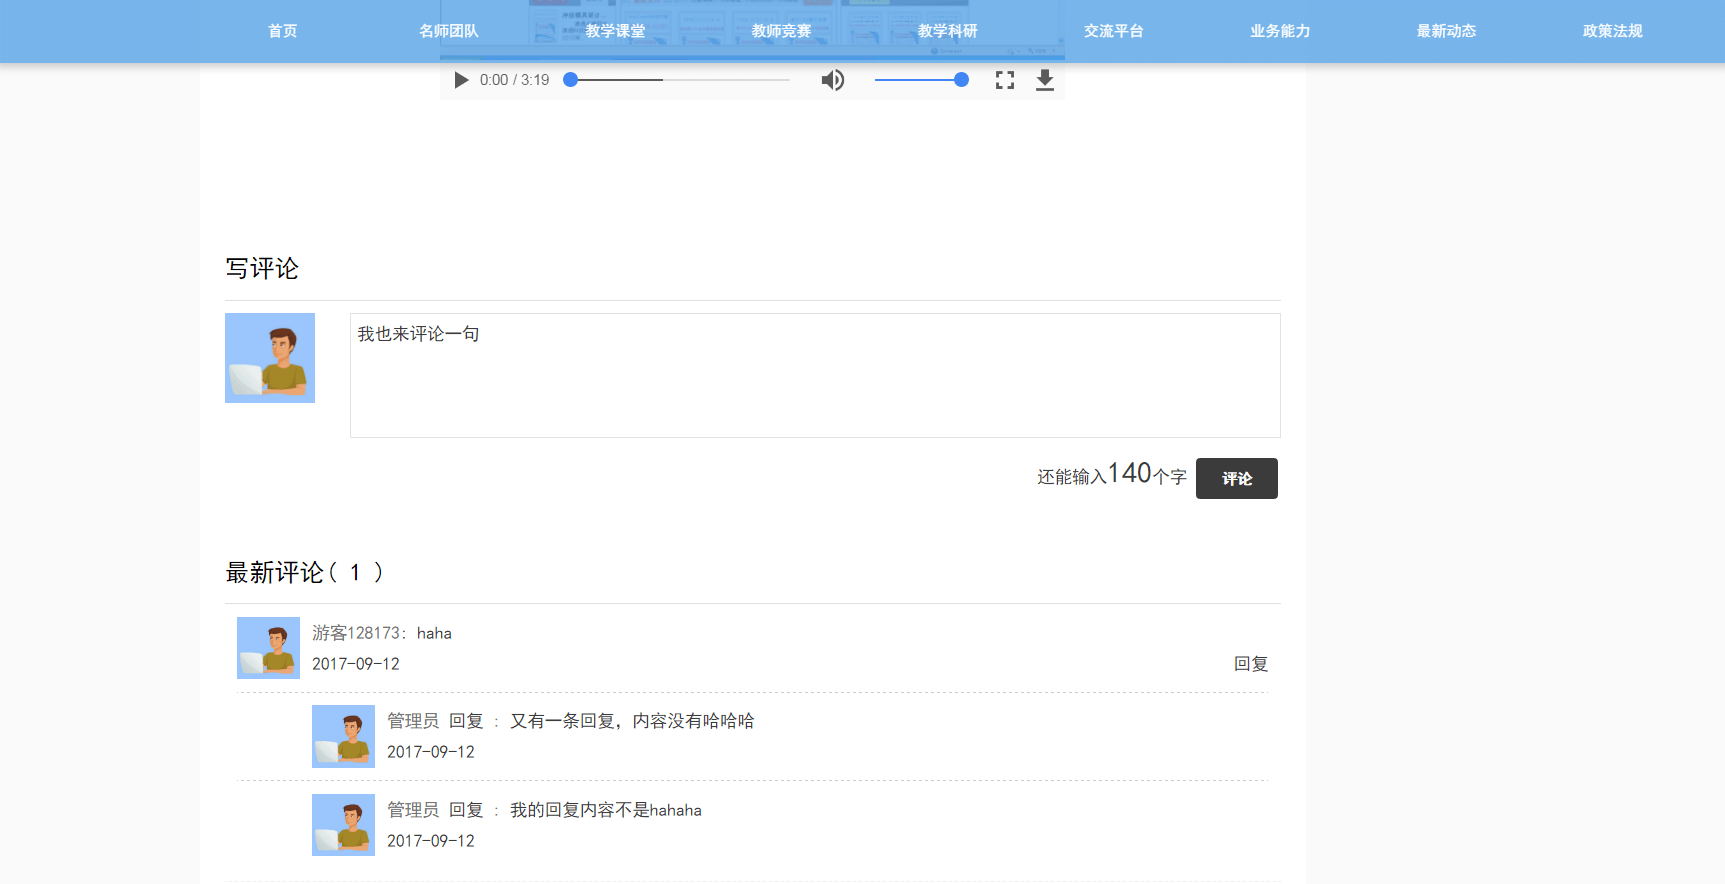 首页 名师团队 教学课堂 教师竞赛 教学科研 交流平台 业务能力 最新动态 政策法规
0:00 / 3:19
写评论
我也来评论一句
还能输入140个字 评论
最新评论( 1 )
游客128173：haha
2017-09-12 回复
管理员 回复 ：又有一条回复，内容没有哈哈哈
2017-09-12
管理员 回复 ：我的回复内容不是hahaha
2017-09-12